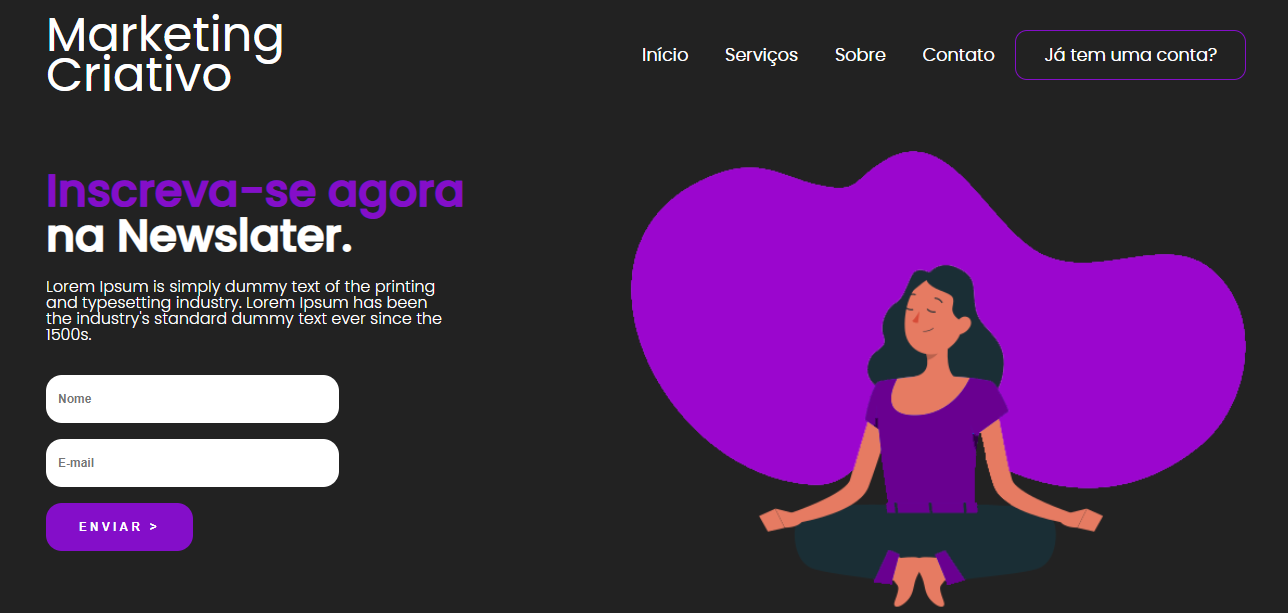 Marketing
Criativo
Início Serviços Sobre Contato Já tem uma conta?
Inscreva-se agora
na Newslater.
Lorem Ipsum is simply dummy text of the printing
and typesetting industry. Lorem Ipsum has been
the industry's standard dummy text ever since the
1500s.
Nome
E-mail
ENVIAR >